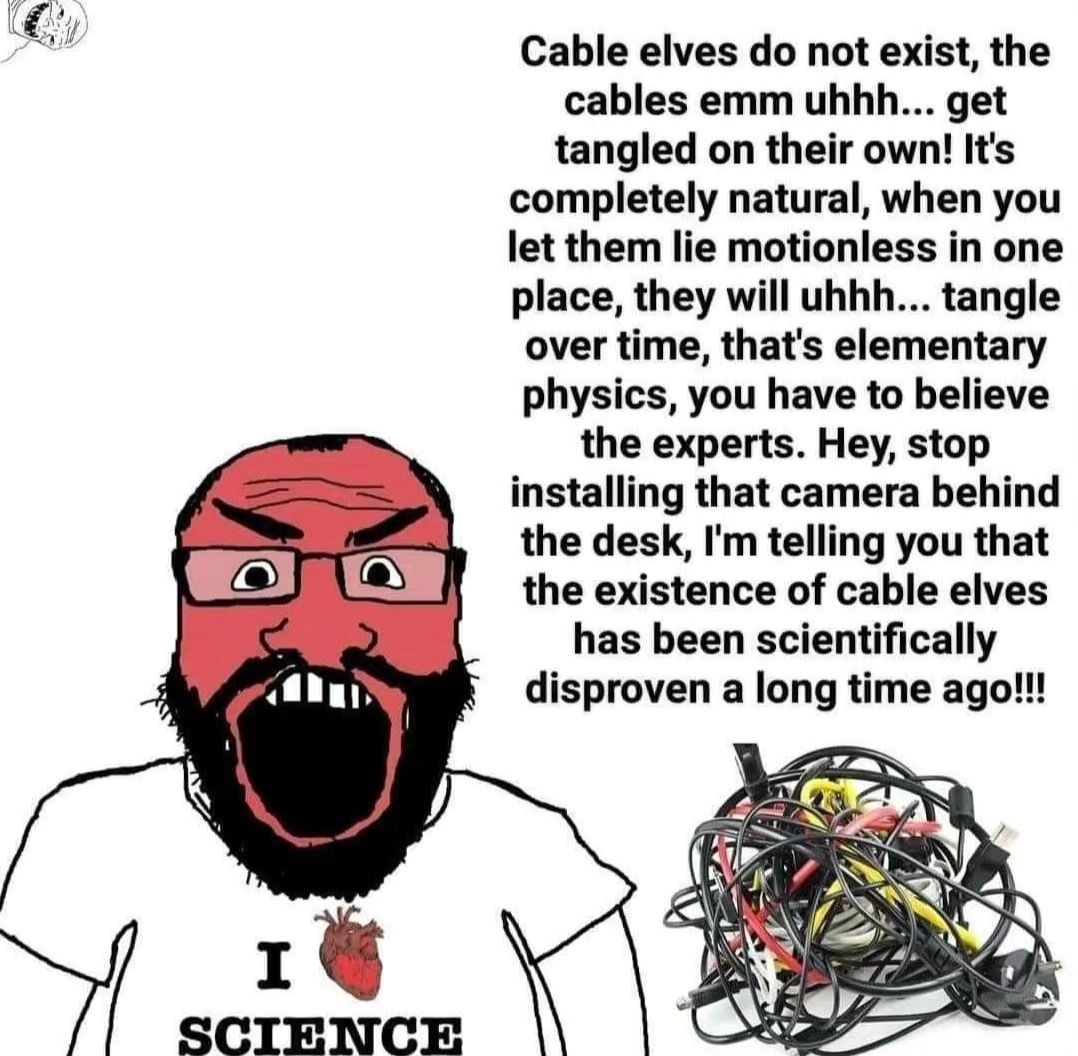 Cable elves do not exist, the
cables emm uhhh... get
tangled on their own! It's
completely natural, when you
let them lie motionless in one
place, they will uhhh... tangle
over time, that's elementary
physics, you have to believe
the experts. Hey, stop
installing that camera behind
the desk, I'm telling you that
the existence of cable elves
has been scientifically
disproven a long time ago!!!
I
SCIENCE